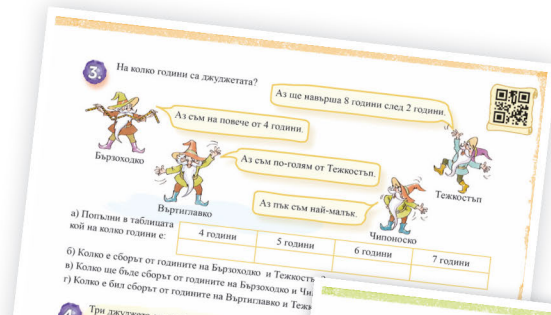 3. На колко години са джуджетата?
Аз ще навърша 8 години след 2 години.
Аз съм на повече от 4 години.
Бързоходко
Аз съм по-голям от Тежкостъп.
Тежкостъп
Въртиглавко
Аз пък съм най-малък.
Чипоноско
а) Попълни в таблицата
кой на колко години е:
4 години 5 години 6 години 7 години
б) Колко е сборът от годините на Бързоходко и Тежкостъ
в) Колко ще бъде сборът от годините на Бързоходко и Чи
г) Колко е бил сборът от годините на Въртиглавко и Теж
4. Три джуджета